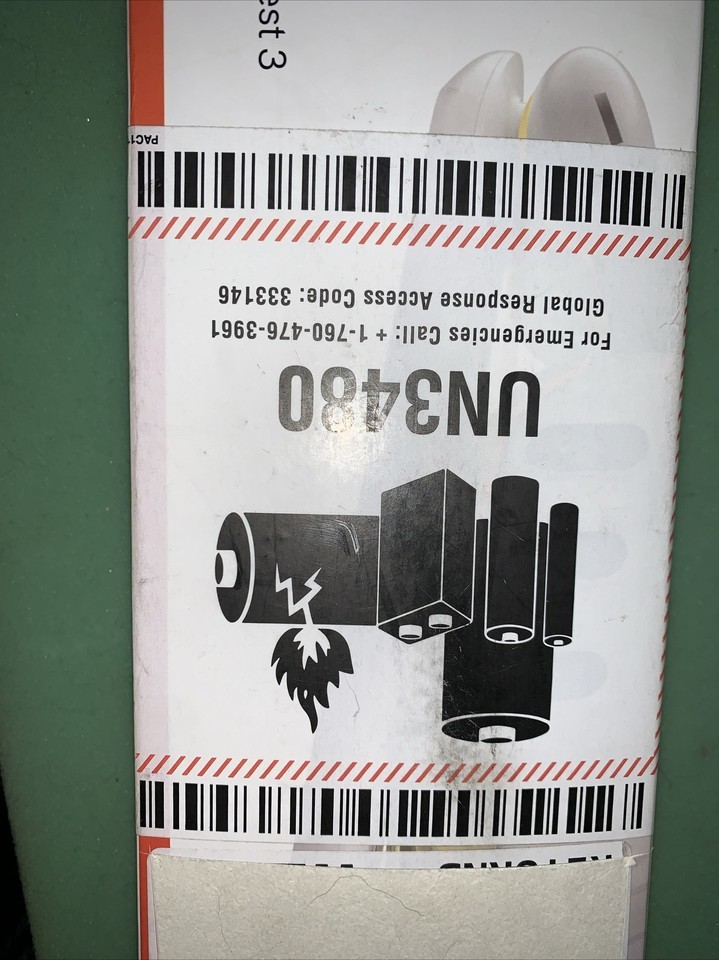 est 3
UN3480
For Emergencies Call: + 1-760-476-3961
Global Response Access Code: 333146